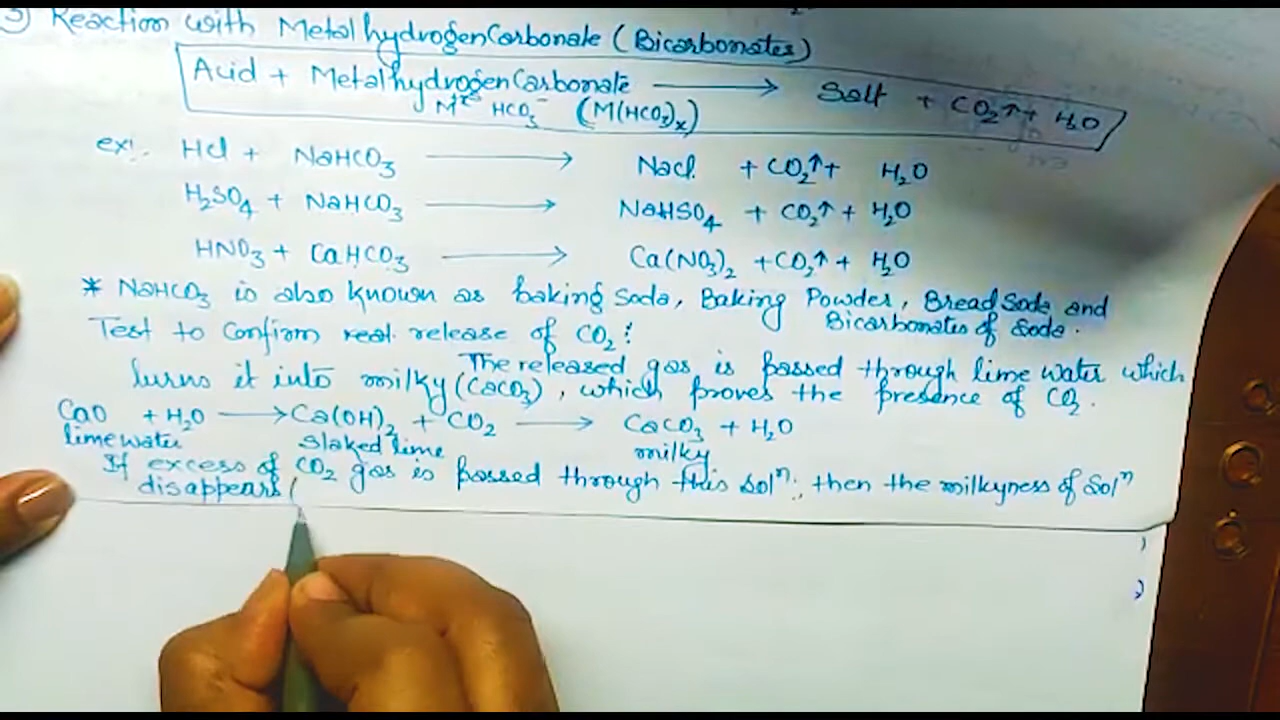 3) Reaction with Metal hydrogen Carbonate (Bicarbonates)
Acid + Metalhydrogen Carbonate ⟶ Salt + CO₂↑ + H₂O
HCO₃⁻ (M(HCO₃)ₓ)
ex:. HCl + NaHCO₃ ⟶ NaCl + CO₂↑ + H₂O
H₂SO₄ + NaHCO₃ ⟶ NaHSO₄ + CO₂↑ + H₂O
HNO₃ + CaHCO₃ ⟶ Ca(NO₃)₂ + CO₂↑ + H₂O
* NaHCO₃ is also known as baking soda, Baking Powder, Bread Soda and
Bicarbonates of Soda.
Test to confirm real release of CO₂:
The released gas is passed through lime water which
turns it into milky (CaCO₃), which proves the presence of CO₂.
CaO + H₂O ⟶ Ca(OH)₂ + CO₂ ⟶ CaCO₃ + H₂O
lime water slaked lime milky
If excess of CO₂ gas is passed through this solⁿ., then the milkyness of Solⁿ
disappears (